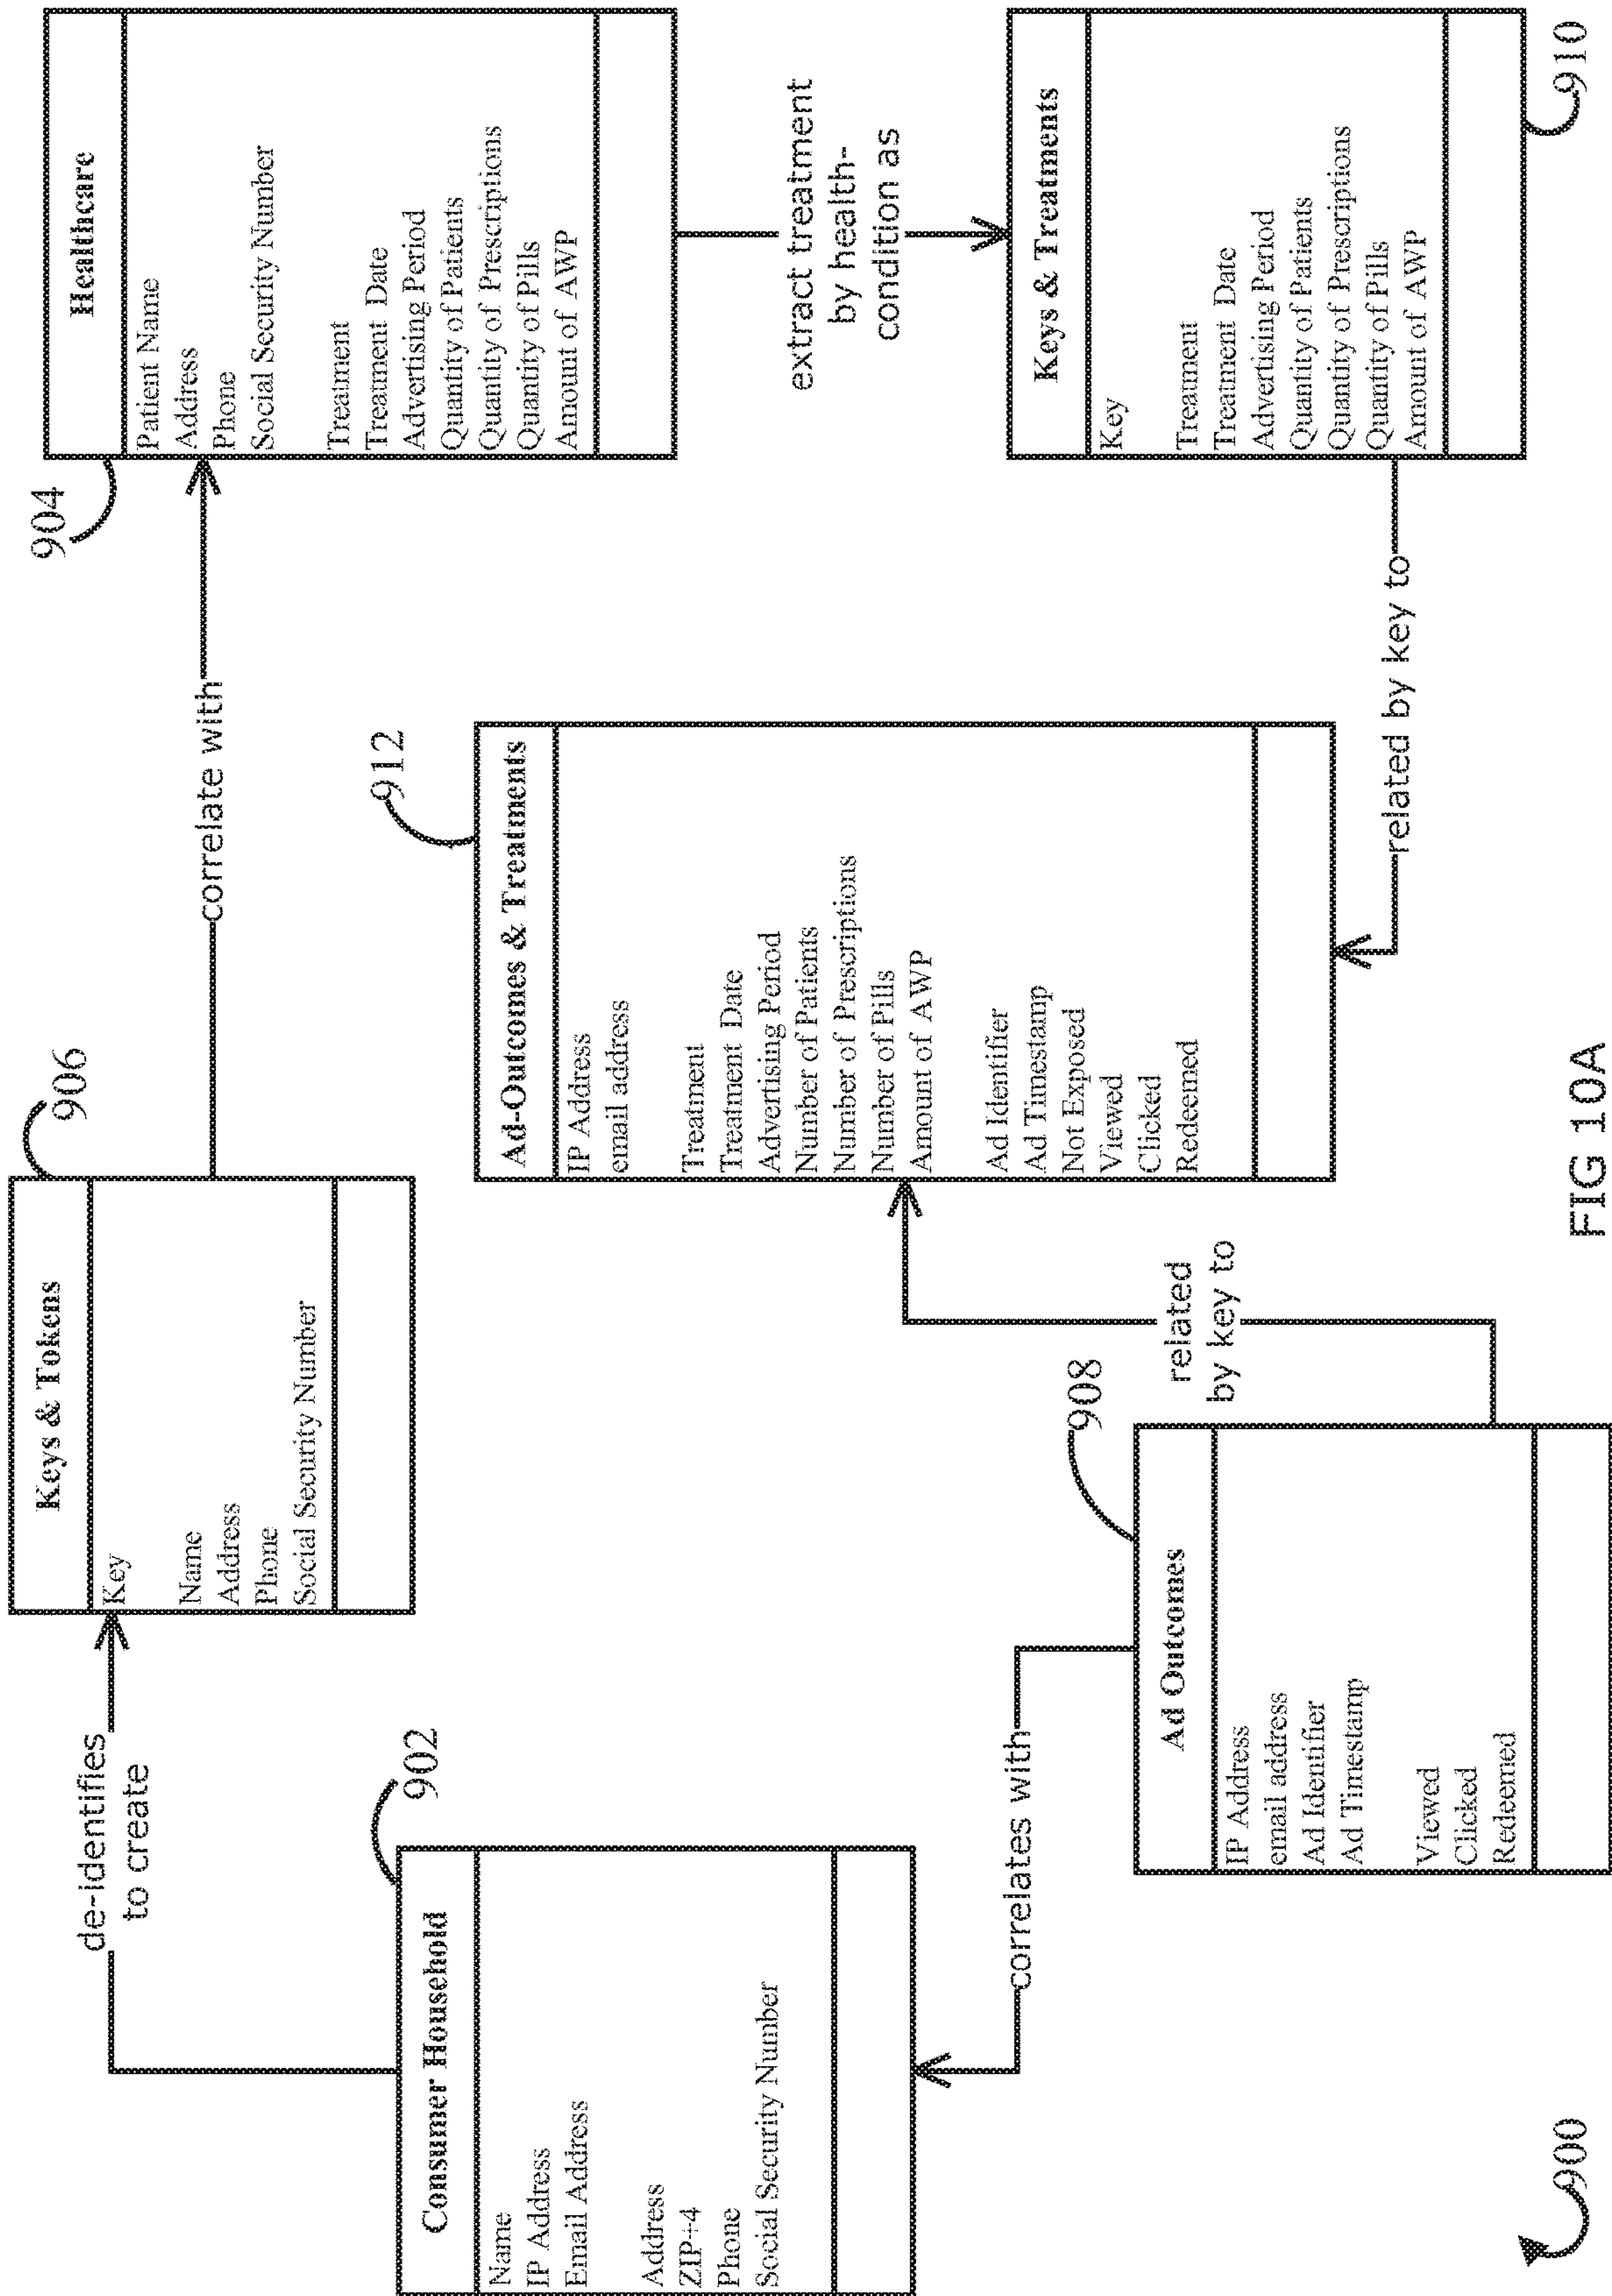 de-identifies
to create
906
Keys & Tokens
Key
Name
Address
Phone
Social Security Number
correlate with
904
Healthcare
Patient Name
Address
Phone
Social Security Number
Treatment
Treatment Date
Advertising Period
Quantity of Patients
Quantity of Prescriptions
Quantity of Pills
Amount of AWP
902
Consumer Household
Name
IP Address
Email Address
Address
ZIP+4
Phone
Social Security Number
912
Ad-Outcomes & Treatments
IP Address
email address
Treatment
Treatment Date
Advertising Period
Number of Patients
Number of Prescriptions
Number of Pills
Amount of AWP
Ad Identifier
Ad Timestamp
Not Exposed
Viewed
Clicked
Redeemed
extract treatment
by health-
condition as
correlates with
908
Ad Outcomes
IP Address
email address
Ad Identifier
Ad Timestamp
Viewed
Clicked
Redeemed
related
by key to
related by key to
Keys & Treatments
Key
Treatment
Treatment Date
Advertising Period
Quantity of Patients
Quantity of Prescriptions
Quantity of Pills
Amount of AWP
910
900
FIG 10A